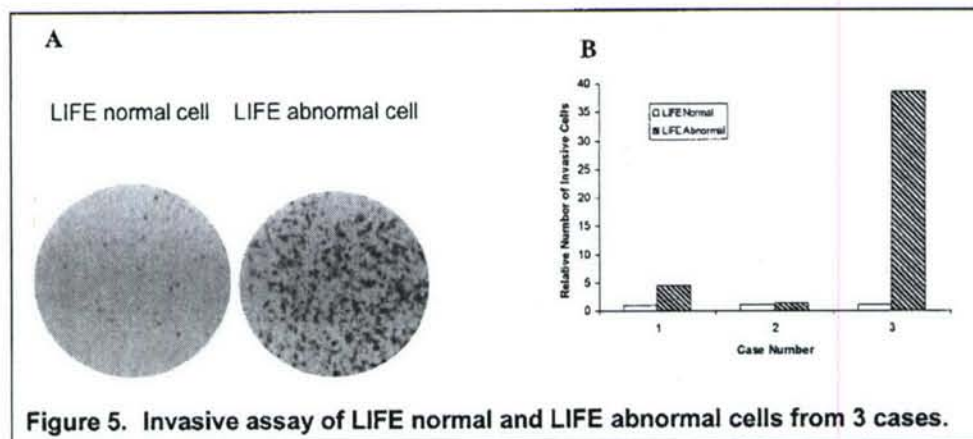 A
LIFE normal cell LIFE abnormal cell
B
Relative Number of Invasive Cells
40
35
30
25
20
15
10
5
0
LIFE Normal
LIFE Abnormal
1 2 3
Case Number
Figure 5. Invasive assay of LIFE normal and LIFE abnormal cells from 3 cases.